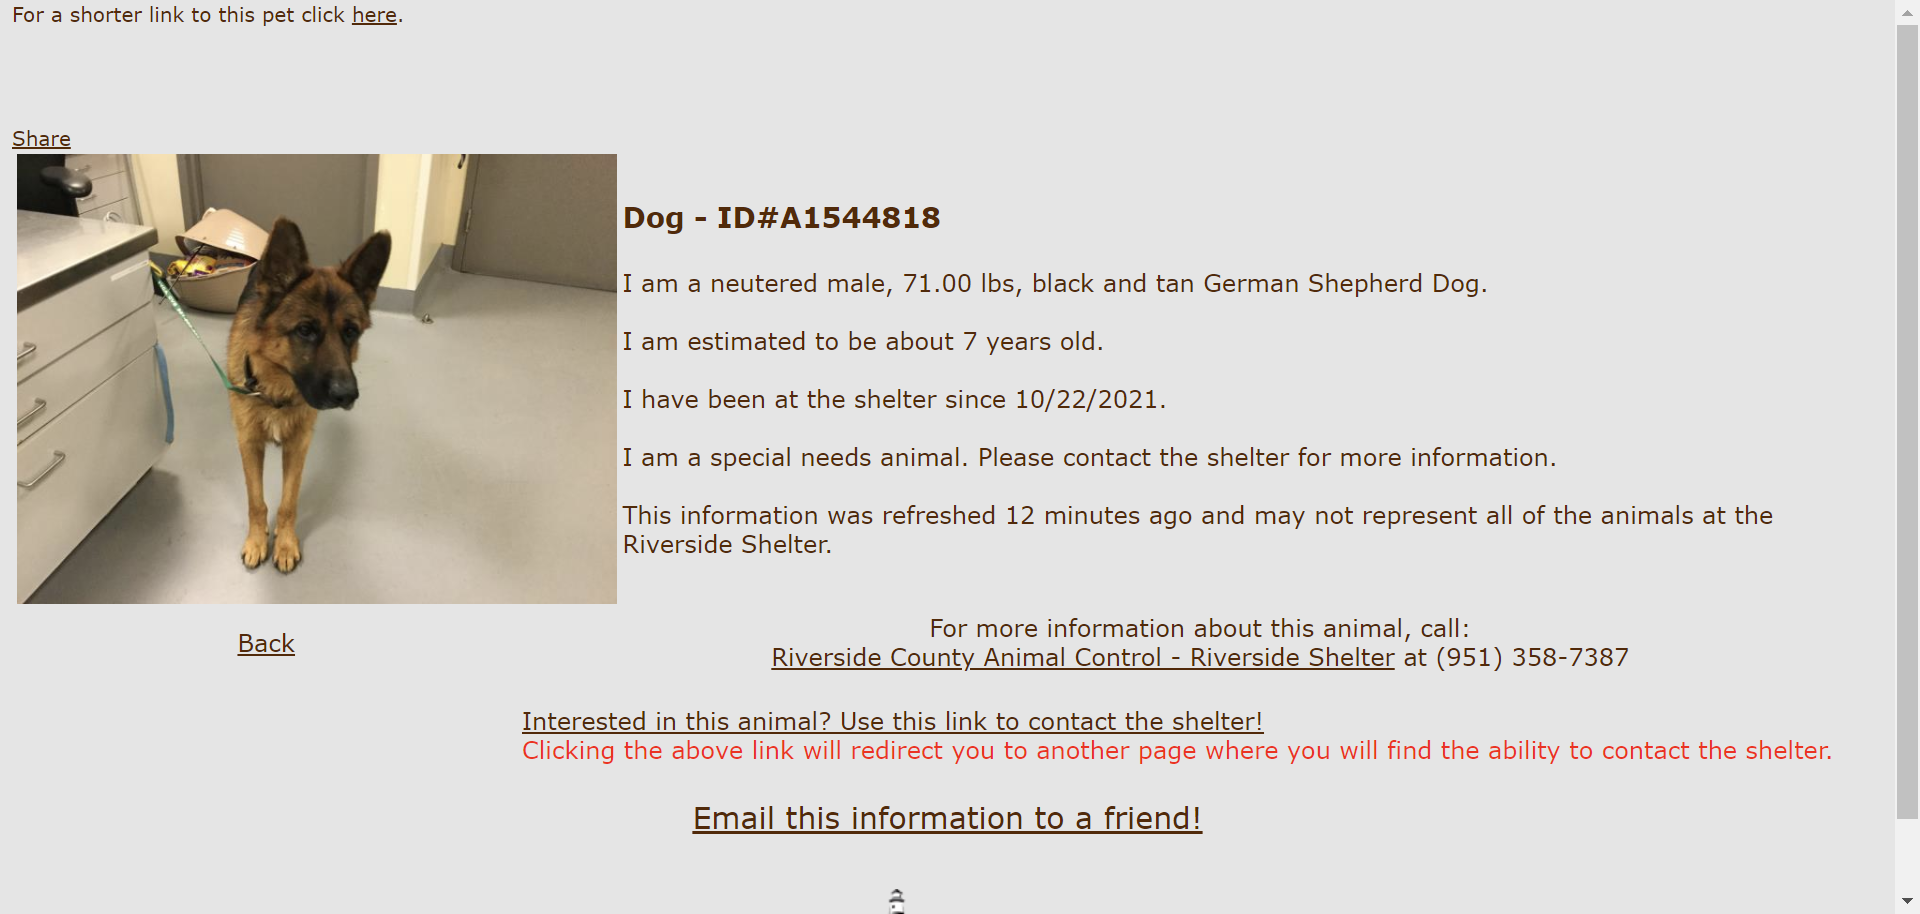 For a shorter link to this pet click here.
Share
Dog - ID#A1544818
I am a neutered male, 71.00 lbs, black and tan German Shepherd Dog.
I am estimated to be about 7 years old.
I have been at the shelter since 10/22/2021.
I am a special needs animal. Please contact the shelter for more information.
This information was refreshed 12 minutes ago and may not represent all of the animals at the
Riverside Shelter.
Back
For more information about this animal, call:
Riverside County Animal Control - Riverside Shelter at (951) 358-7387
Interested in this animal? Use this link to contact the shelter!
Clicking the above link will redirect you to another page where you will find the ability to contact the shelter.
Email this information to a friend!